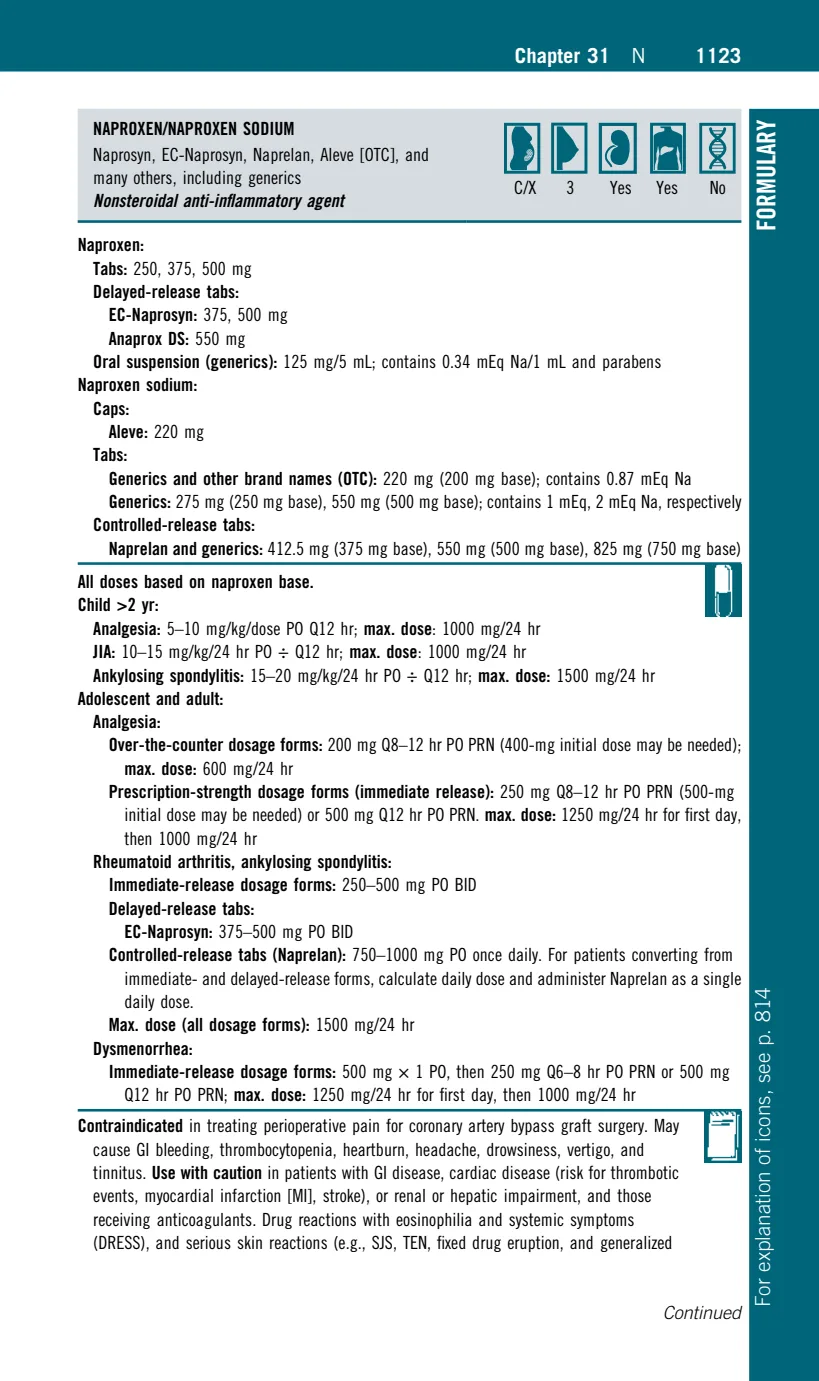 Chapter 31 N 1123
NAPROXEN/NAPROXEN SODIUM
Naprosyn, EC-Naprosyn, Naprelan, Aleve [OTC], and
many others, including generics
Nonsteroidal anti-inflammatory agent
C/X 3 Yes Yes No
FORMULARY
Naproxen:
Tabs: 250, 375, 500 mg
Delayed-release tabs:
EC-Naprosyn: 375, 500 mg
Anaprox DS: 550 mg
Oral suspension (generics): 125 mg/5 mL; contains 0.34 mEq Na/1 mL and parabens
Naproxen sodium:
Caps:
Aleve: 220 mg
Tabs:
Generics and other brand names (OTC): 220 mg (200 mg base); contains 0.87 mEq Na
Generics: 275 mg (250 mg base), 550 mg (500 mg base); contains 1 mEq, 2 mEq Na, respectively
Controlled-release tabs:
Naprelan and generics: 412.5 mg (375 mg base), 550 mg (500 mg base), 825 mg (750 mg base)
All doses based on naproxen base.
Child >2 yr:
Analgesia: 5–10 mg/kg/dose PO Q12 hr; max. dose: 1000 mg/24 hr
JIA: 10–15 mg/kg/24 hr PO ÷ Q12 hr; max. dose: 1000 mg/24 hr
Ankylosing spondylitis: 15–20 mg/kg/24 hr PO ÷ Q12 hr; max. dose: 1500 mg/24 hr
Adolescent and adult:
Analgesia:
Over-the-counter dosage forms: 200 mg Q8–12 hr PO PRN (400-mg initial dose may be needed);
max. dose: 600 mg/24 hr
Prescription-strength dosage forms (immediate release): 250 mg Q8–12 hr PO PRN (500-mg
initial dose may be needed) or 500 mg Q12 hr PO PRN. max. dose: 1250 mg/24 hr for first day,
then 1000 mg/24 hr
Rheumatoid arthritis, ankylosing spondylitis:
Immediate-release dosage forms: 250–500 mg PO BID
Delayed-release tabs:
EC-Naprosyn: 375–500 mg PO BID
Controlled-release tabs (Naprelan): 750–1000 mg PO once daily. For patients converting from
immediate- and delayed-release forms, calculate daily dose and administer Naprelan as a single
daily dose.
Max. dose (all dosage forms): 1500 mg/24 hr
Dysmenorrhea:
Immediate-release dosage forms: 500 mg × 1 PO, then 250 mg Q6–8 hr PO PRN or 500 mg
Q12 hr PO PRN; max. dose: 1250 mg/24 hr for first day, then 1000 mg/24 hr
Contraindicated in treating perioperative pain for coronary artery bypass graft surgery. May
cause GI bleeding, thrombocytopenia, heartburn, headache, drowsiness, vertigo, and
tinnitus. Use with caution in patients with GI disease, cardiac disease (risk for thrombotic
events, myocardial infarction [MI], stroke), or renal or hepatic impairment, and those
receiving anticoagulants. Drug reactions with eosinophilia and systemic symptoms
(DRESS), and serious skin reactions (e.g., SJS, TEN, fixed drug eruption, and generalized
For explanation of icons, see p. 814
Continued